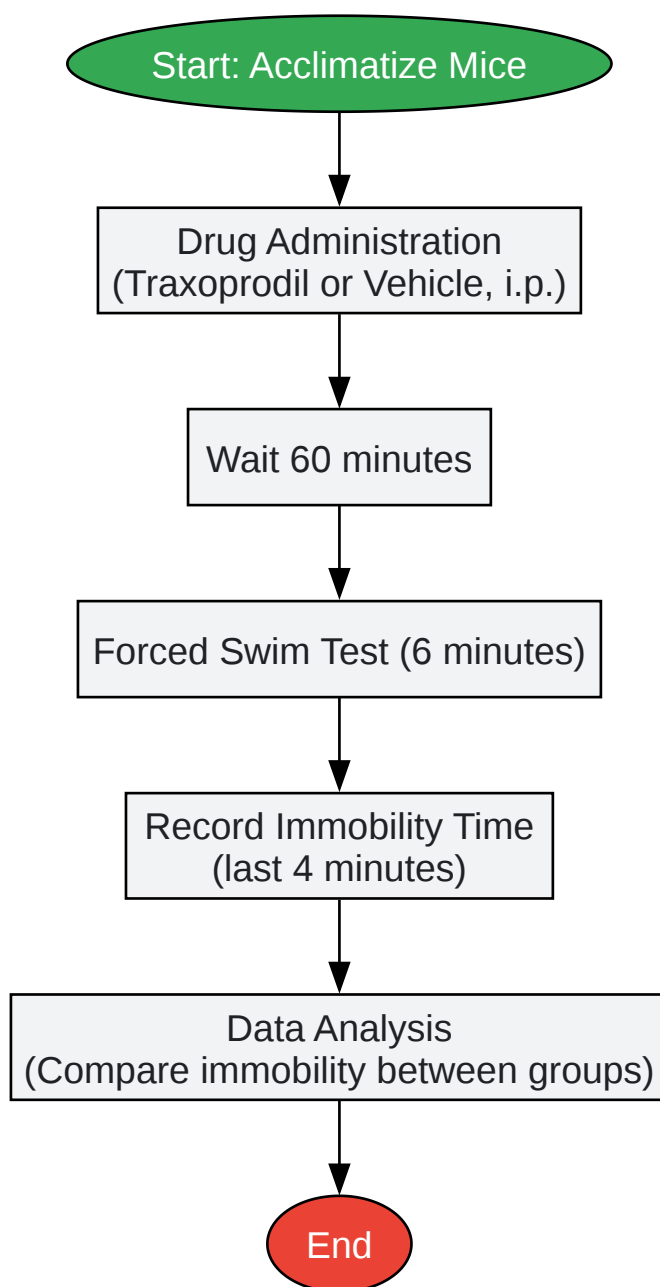 Start: Acclimatize Mice
Drug Administration
(Traxoprodil or Vehicle, i.p.)
Wait 60 minutes
Forced Swim Test (6 minutes)
Record Immobility Time
(last 4 minutes)
Data Analysis
(Compare immobility between groups)
End